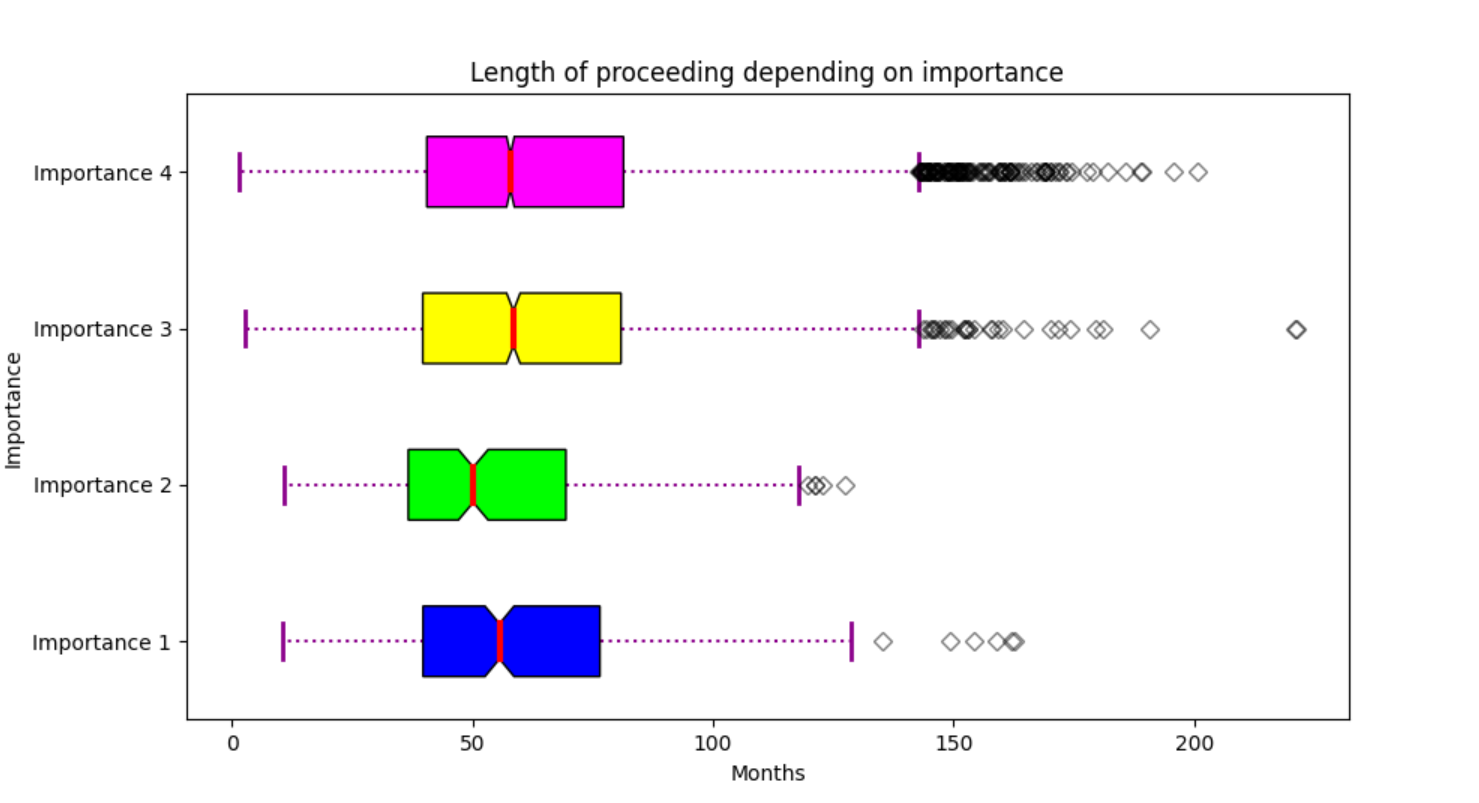 Length of proceeding depending on importance
Importance 4
Importance 3
Importance 2
Importance 1
Importance
0 50 100 150 200
Months